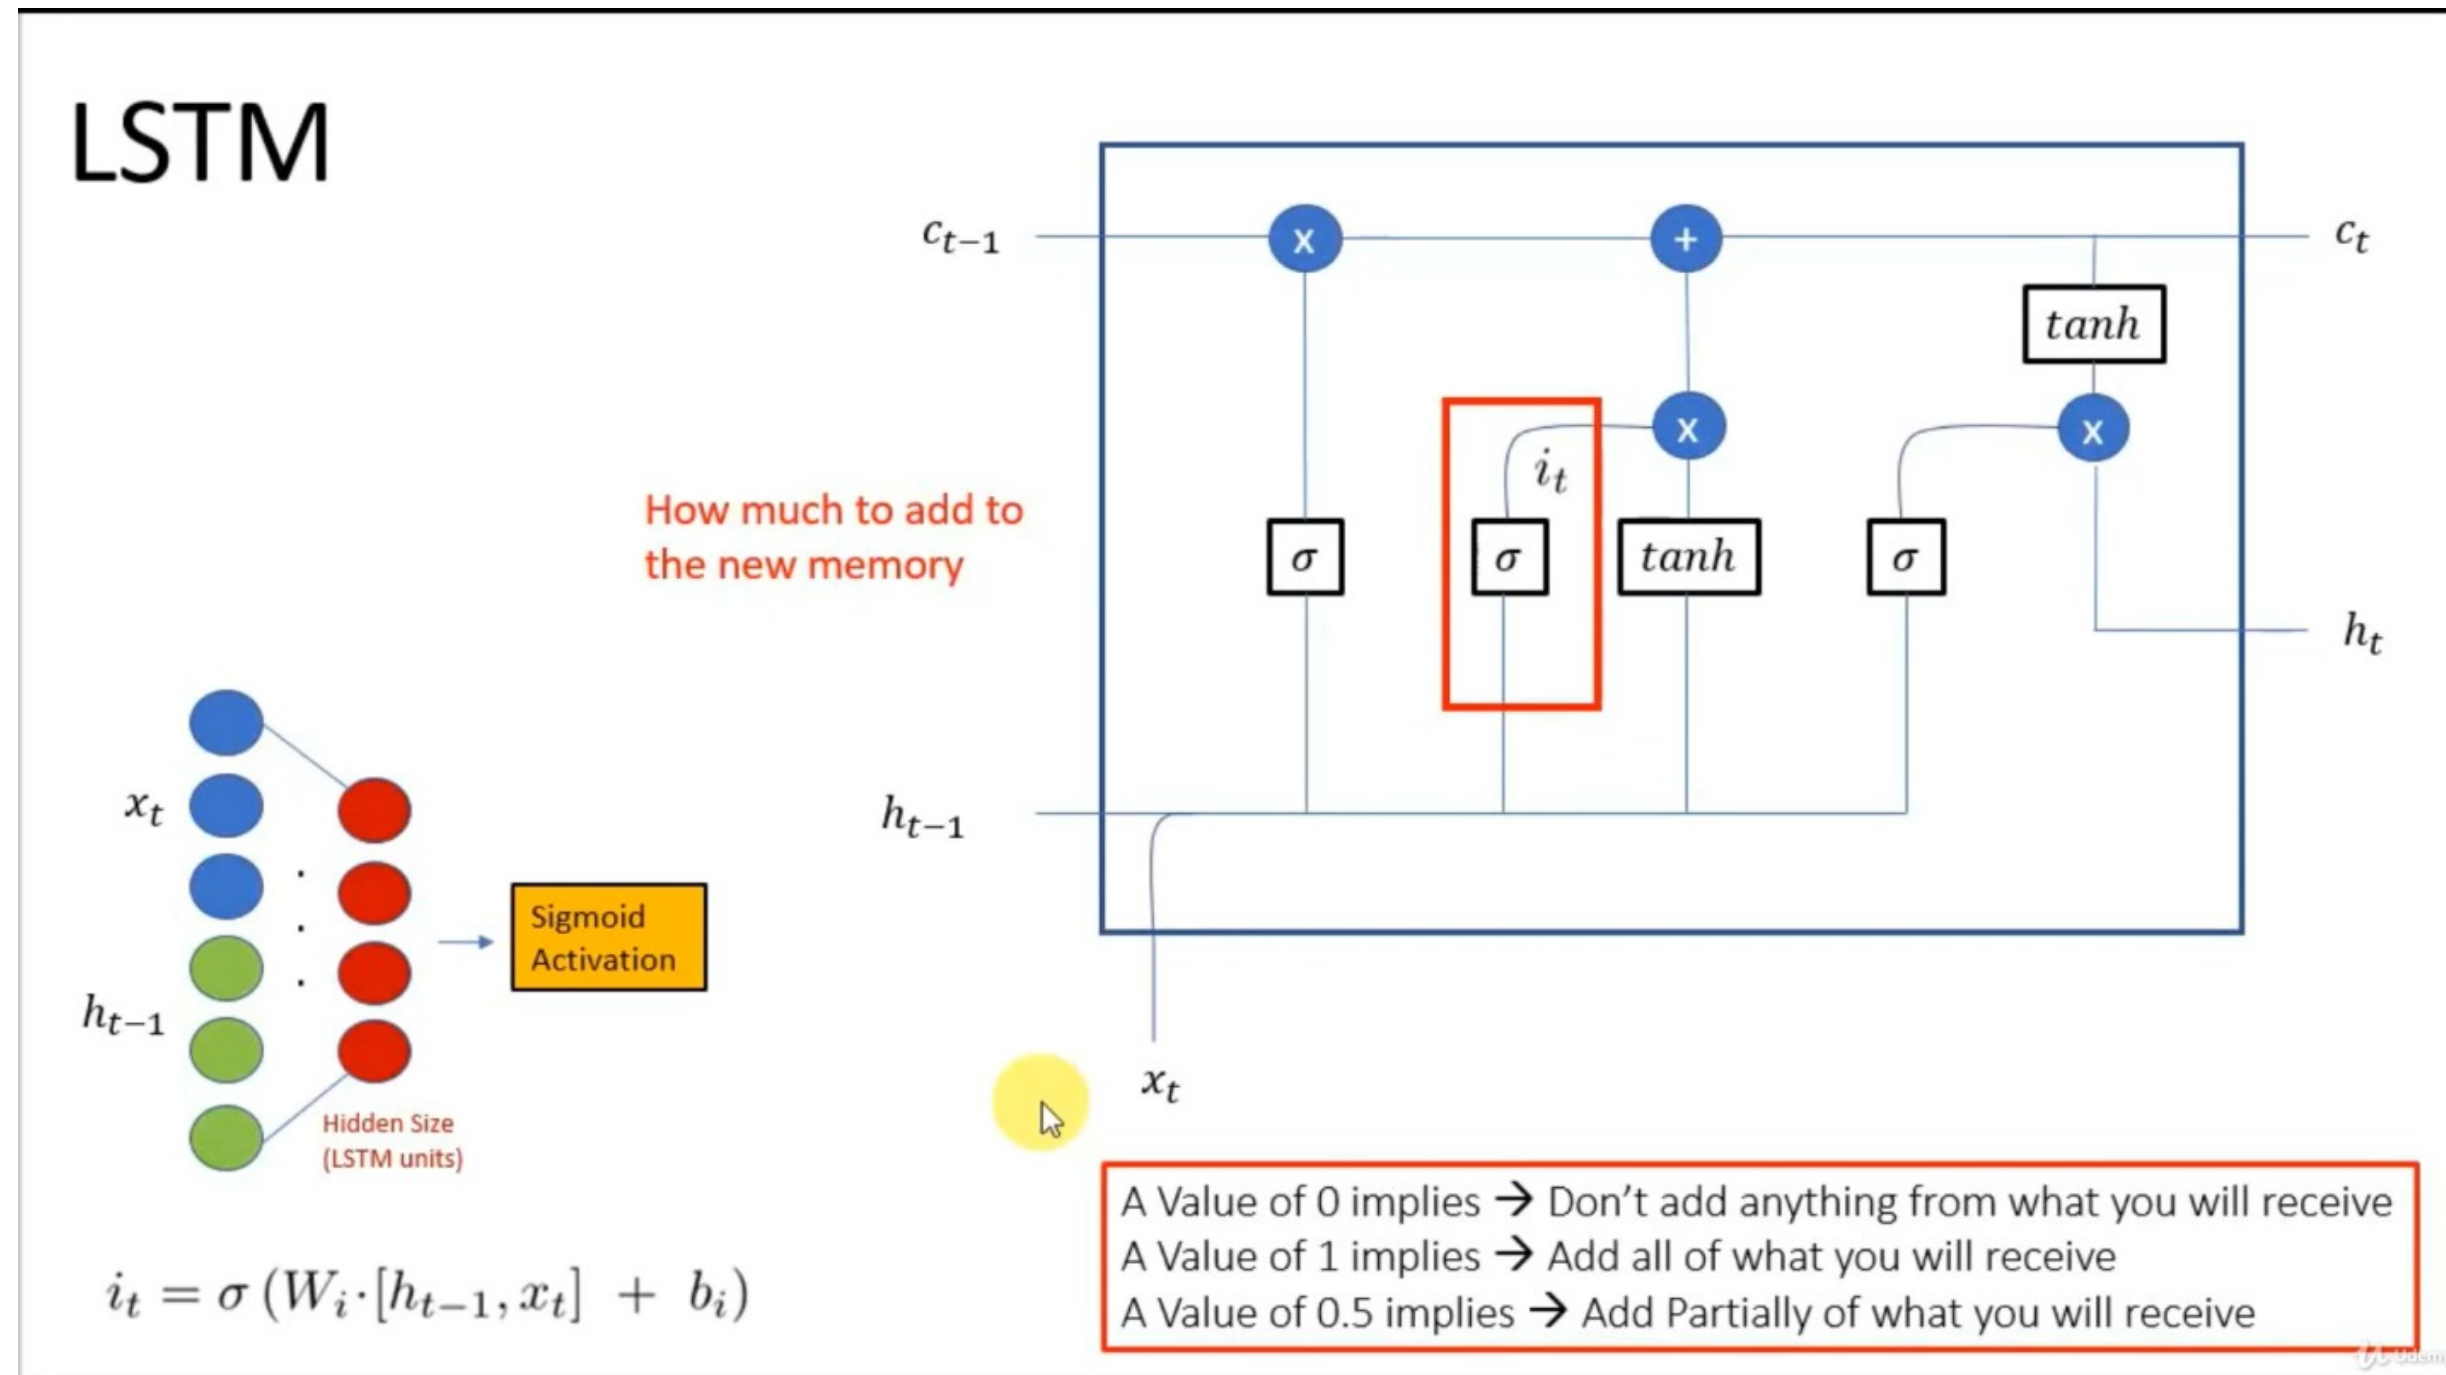 LSTM
c_{t-1}
x
+
c_t
tanh
x
x
i_t
How much to add to
the new memory
σ
σ
tanh
σ
h_t
x_t
h_{t-1}
h_{t-1}
Sigmoid
Activation
x_t
Hidden Size
(LSTM units)
i_t = σ (W_i · [h_{t-1}, x_t] + b_i)
A Value of 0 implies → Don't add anything from what you will receive
A Value of 1 implies → Add all of what you will receive
A Value of 0.5 implies → Add Partially of what you will receive